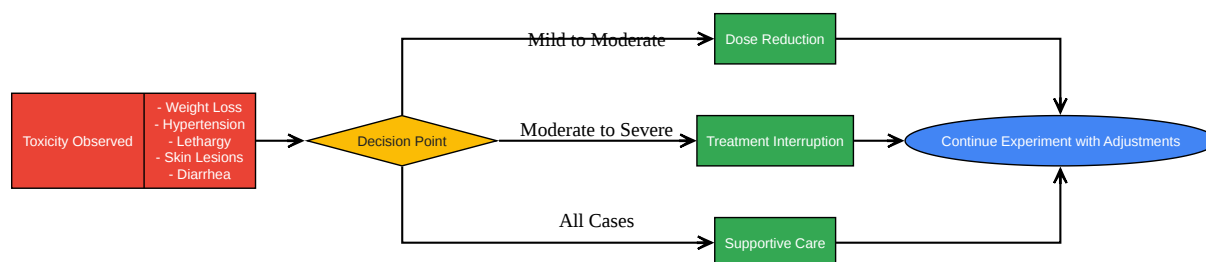 Toxicity Observed
- Weight Loss
- Hypertension
- Lethargy
- Skin Lesions
- Diarrhea
Decision Point
Mild to Moderate
Dose Reduction
Moderate to Severe
Treatment Interruption
All Cases
Supportive Care
Continue Experiment with Adjustments